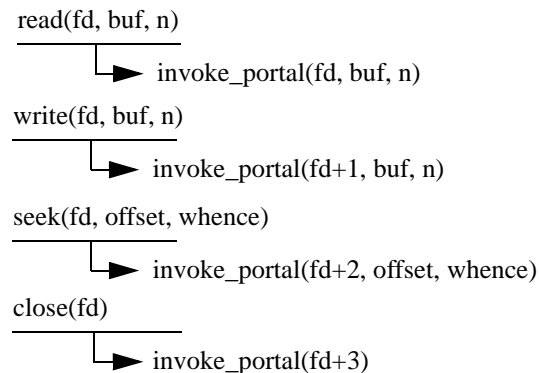 read(fd, buf, n)
invoke_portal(fd, buf, n)
write(fd, buf, n)
invoke_portal(fd+1, buf, n)
seek(fd, offset, whence)
invoke_portal(fd+2, offset, whence)
close(fd)
invoke_portal(fd+3)